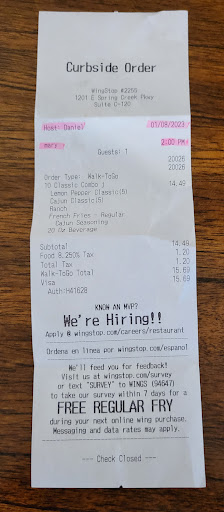 Curbside Order
WingStop #2255
1201 E Spring Creek Pkwy
Suite C-120
Host: Daniel 01/09/2023
mary 2:00 PM
Guests: 1
20025
20026
Order Type: Walk-ToGo
10 Classic Combo j 14.49
Lemon Pepper Classic(5)
Cajun Classic(5)
Ranch
French Fries - Regular
Cajun Seasoning
20 Oz Beverage
Subtotal 14.49
Food 8.250% Tax 1.20
Total Tax 1.20
Walk-ToGo Total 15.69
Visa 15.69
Auth:H41628
KNOW AN MVP?
We're Hiring!!
Apply @ wingstop.com/careers/restaurant
Ordena en linea por wingstop.com/espanol
We'll feed you for feedback!
Visit us at wingstop.com/survey
or text "SURVEY" to WINGS (94647)
to take our survey within 7 days for a
FREE REGULAR FRY
during your next online wing purchase.
Messaging and data rates may apply.
--- Check Closed ---